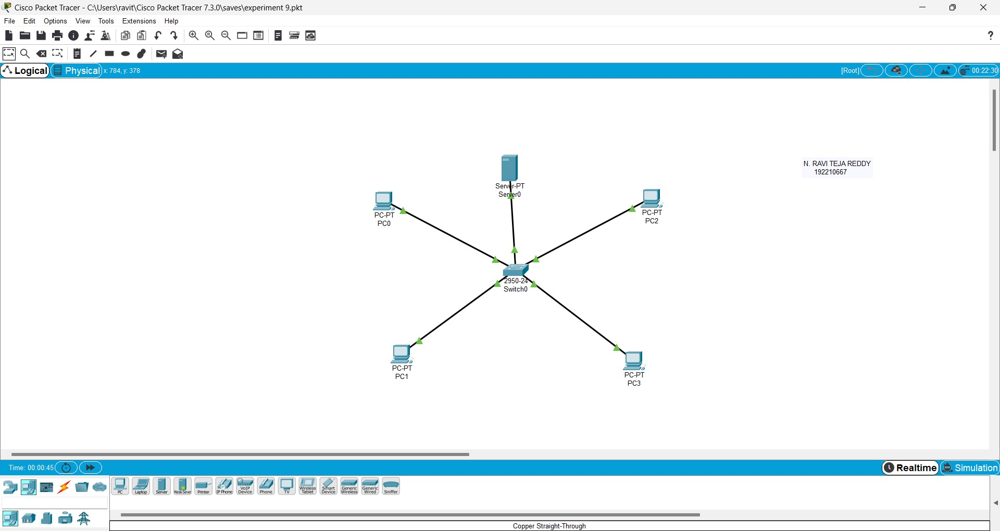 Cisco Packet Tracer - C:\Users\ravit\Cisco Packet Tracer 7.3.0\saves\experiment 9.pkt
File Edit Options View Tools Extensions Help
?
Logical Physical x: 784, y: 378 [Root] 00:22:30
N. RAVI TEJA REDDY
192210667
Server-PT
Server0
PC-PT
PC0
PC-PT
PC2
2950-24
Switch0
PC-PT
PC1
PC-PT
PC3
Time: 00:00:45 Realtime Simulation
PC Laptop Server Meraki Server Printer IP Phone VoIP Device Phone TV Wireless Tablet Smart Device Generic Wireless Generic Wired Sniffer
Copper Straight-Through